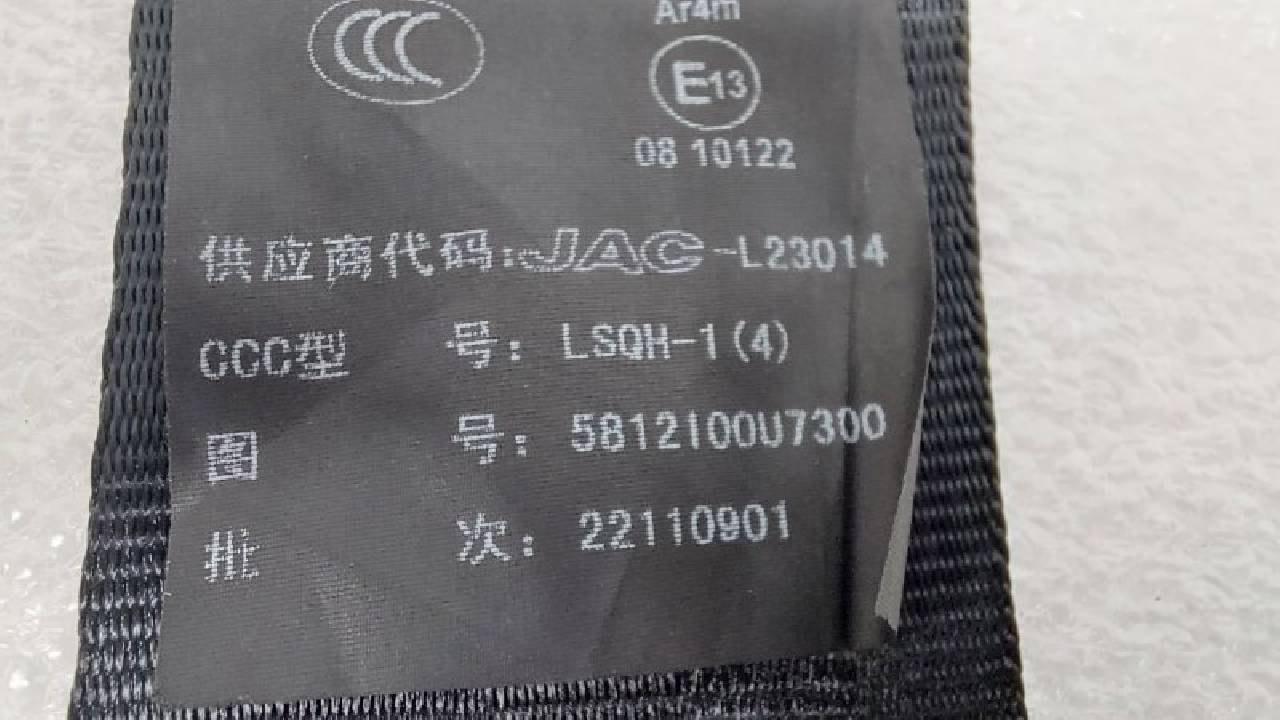 CCC
Ar4m
E13
08 10122
供应商代码:JAC-L23014
CCC型 号: LSQH-1(4)
图 号: 5812100U7300
批 次: 22110901